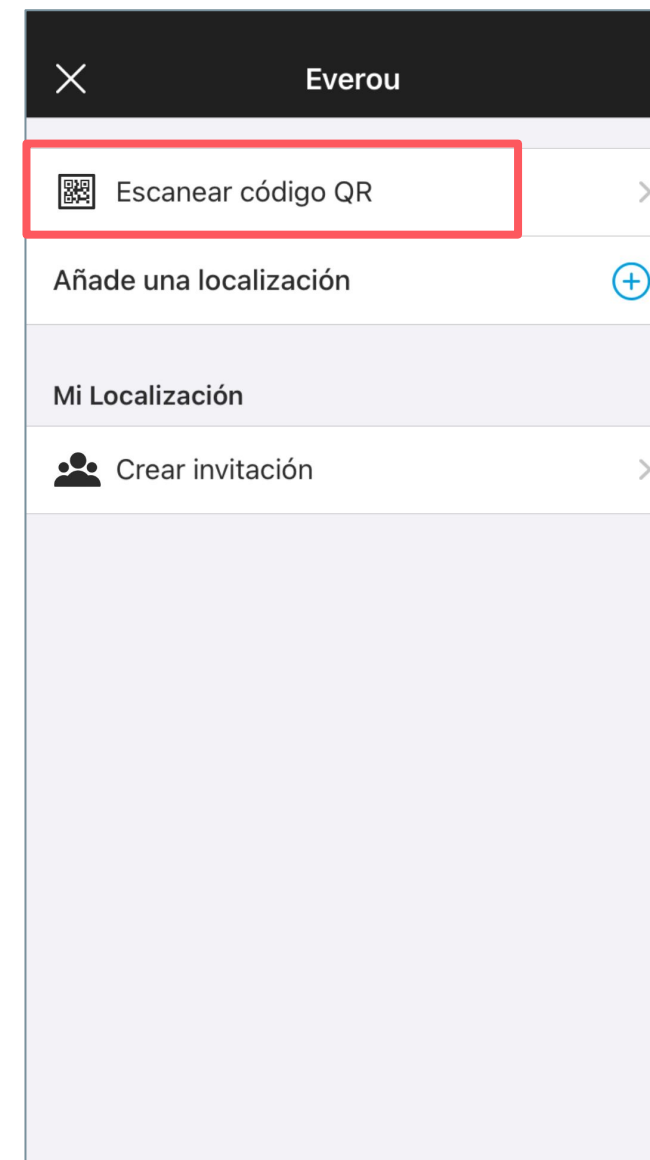 Everou
Escanear código QR
Añade una localización
Mi Localización
Crear invitación